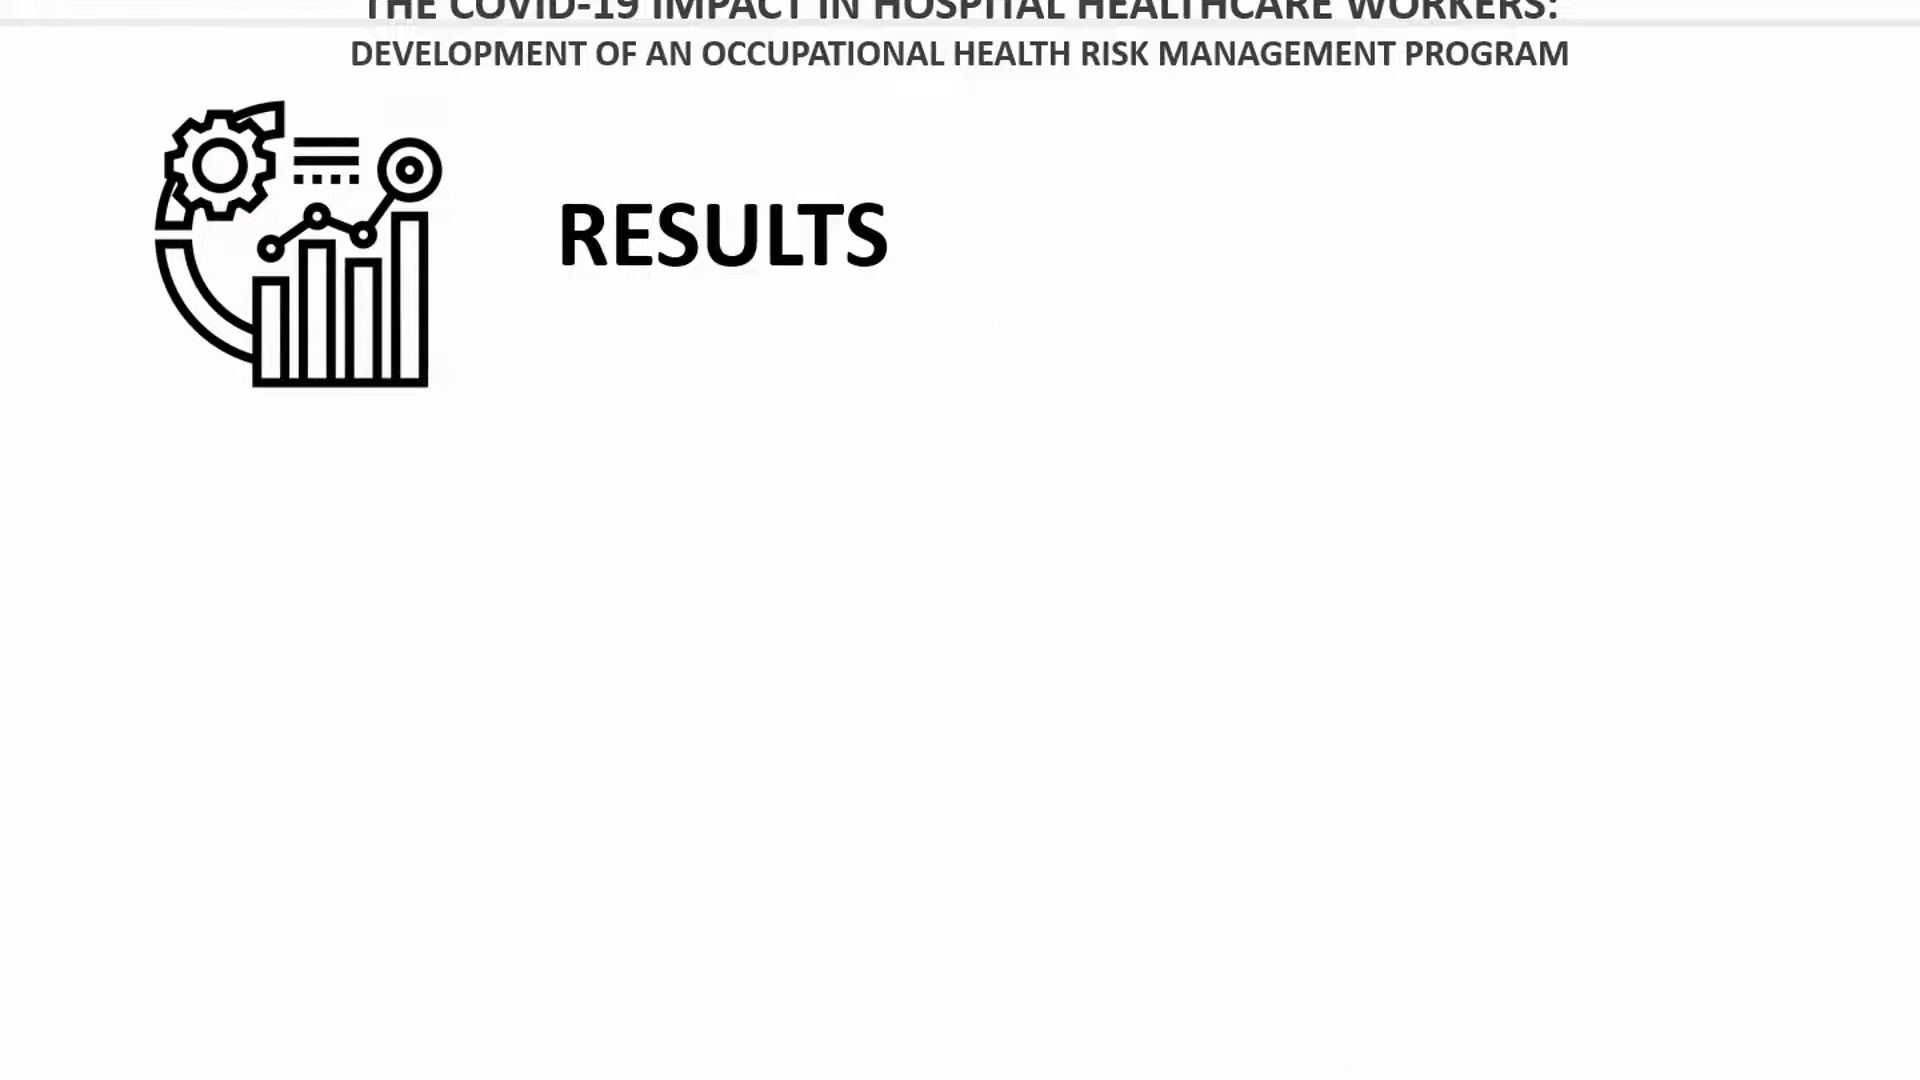 THE COVID-19 IMPACT IN HOSPITAL HEALTHCARE WORKERS:
DEVELOPMENT OF AN OCCUPATIONAL HEALTH RISK MANAGEMENT PROGRAM
RESULTS